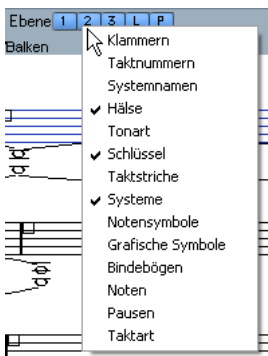 Ebene 1 2 3 L P
Balken
Klammern
Taktnummern
Systemnamen
✓ Hälse
Tonart
✓ Schlüssel
Taktstriche
✓ Systeme
Notensymbole
Grafische Symbole
Bindebögen
Noten
Pausen
Taktart